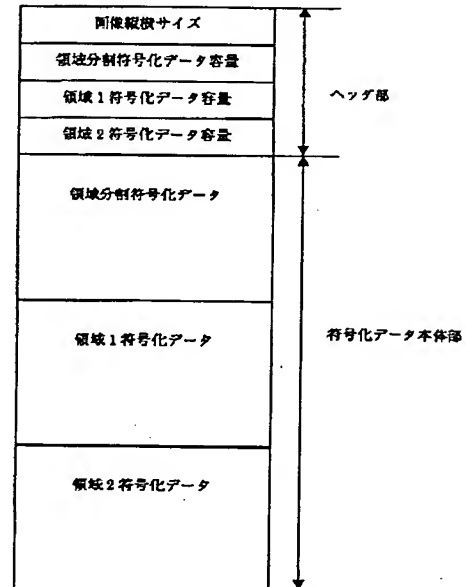 画像縦横サイズ
領域分割符号化データ容量
領域1符号化データ容量
領域2符号化データ容量
ヘッダ部
領域分割符号化データ
領域1符号化データ
符号化データ本体部
領域2符号化データ